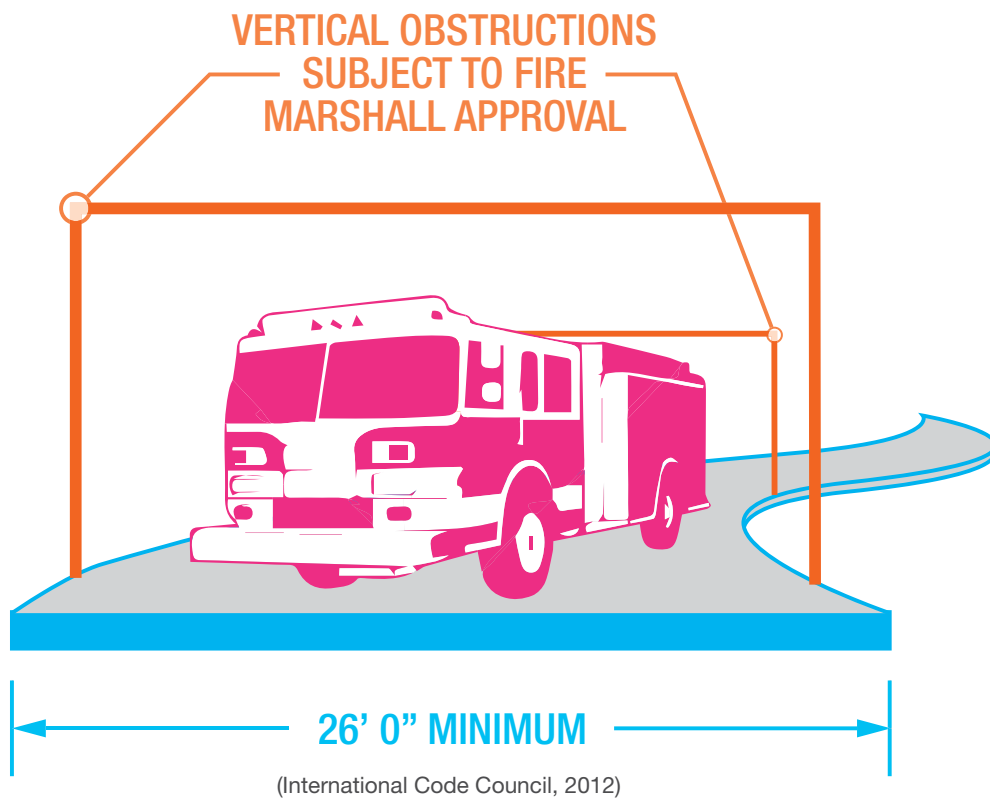 VERTICAL OBSTRUCTIONS
SUBJECT TO FIRE
MARSHALL APPROVAL
26’ 0” MINIMUM
(International Code Council, 2012)